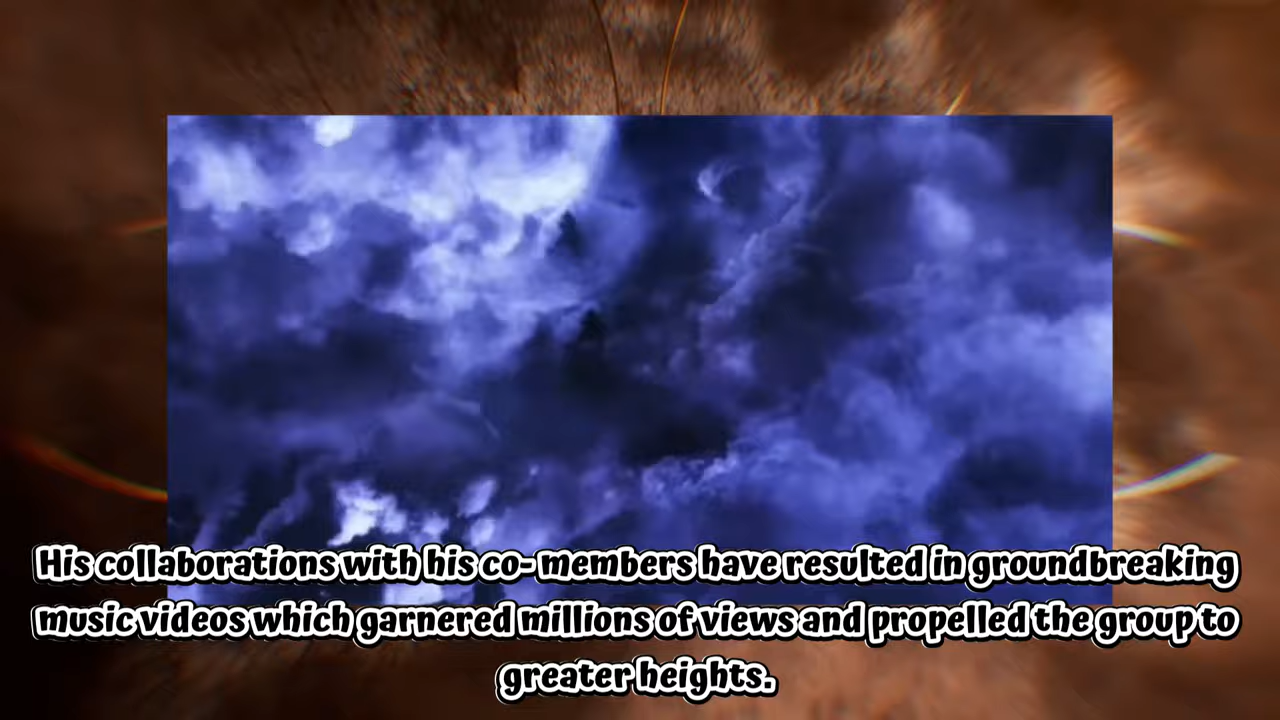 His collaborations with his co- members have resulted in groundbreaking
music videos which garnered millions of views and propelled the group to
greater heights.